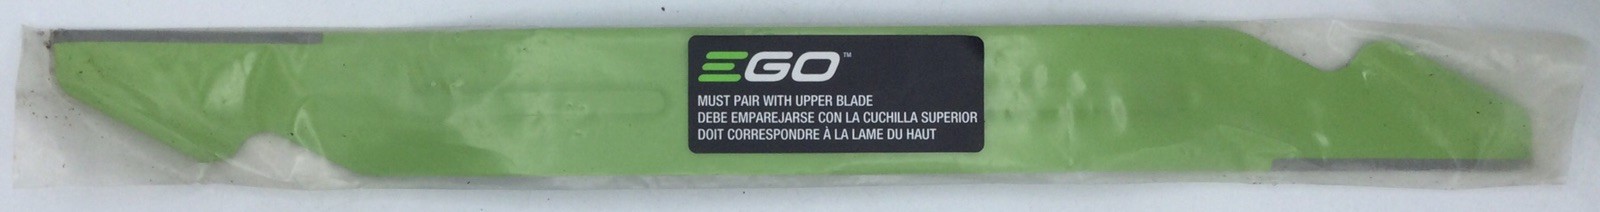 EGO™
MUST PAIR WITH UPPER BLADE
DEBE EMPAREJARSE CON LA CUCHILLA SUPERIOR
DOIT CORRESPONDRE À LA LAME DU HAUT